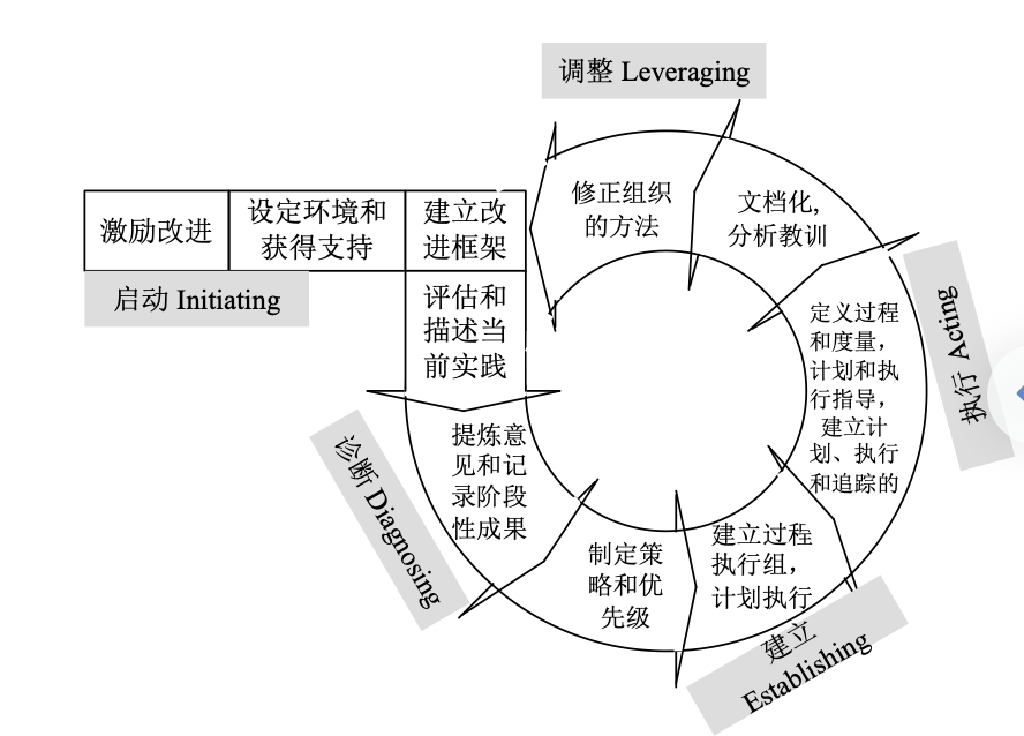 调整 Leveraging
激励改进
设定环境和
获得支持
建立改
进框架
启动 Initiating
评估和
描述当
前实践
诊断 Diagnosing
提炼意
见和记
录阶段
性成果
制定策
略和优
先级
建立过程
执行组，
计划执行
建立
Establishing
定义过程
和度量，
计划和执
行指导，
建立计
划、执行
和追踪的
执行 Acting
文档化,
分析教训
修正组织
的方法